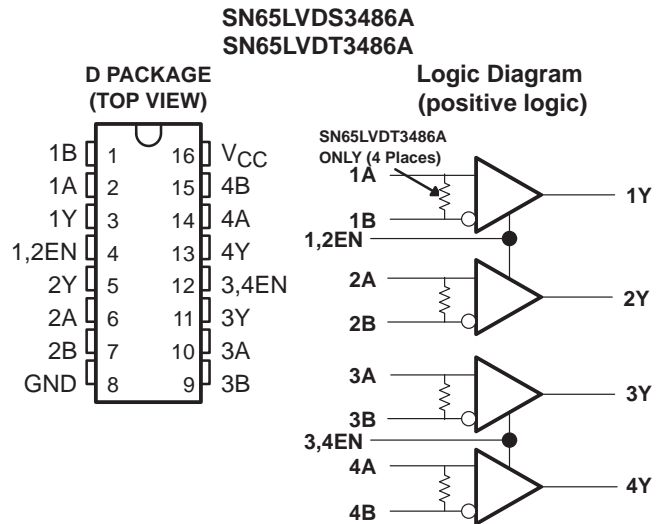 SN65LVDS3486A
SN65LVDT3486A
D PACKAGE
(TOP VIEW)
1B 1 16 VCC
1A 2 15 4B
1Y 3 14 4A
1,2EN 4 13 4Y
2Y 5 12 3,4EN
2A 6 11 3Y
2B 7 10 3A
GND 8 9 3B
Logic Diagram
(positive logic)
SN65LVDT3486A
ONLY (4 Places)
1A
1Y
1B
1,2EN
2A
2Y
2B
3A
3Y
3B
3,4EN
4A
4Y
4B